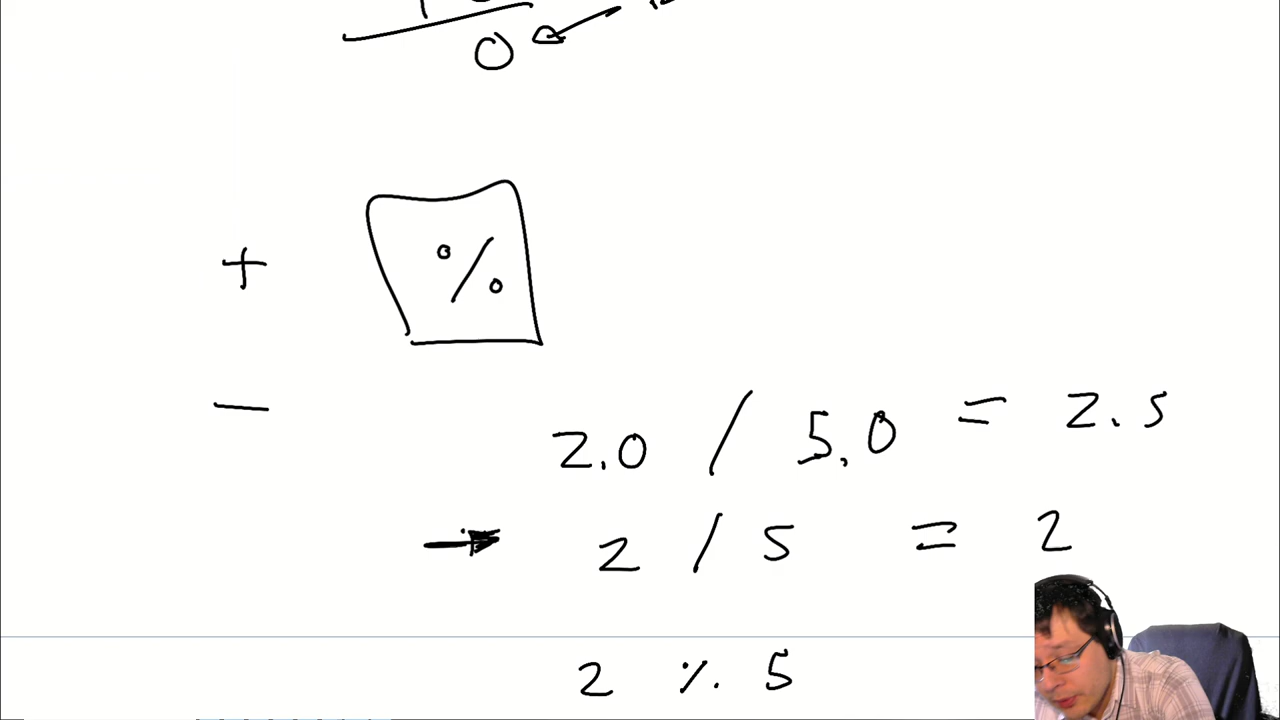 0
+ %
-
2.0 / 5.0 = 2.5
→ 2 / 5 = 2
2 % 5